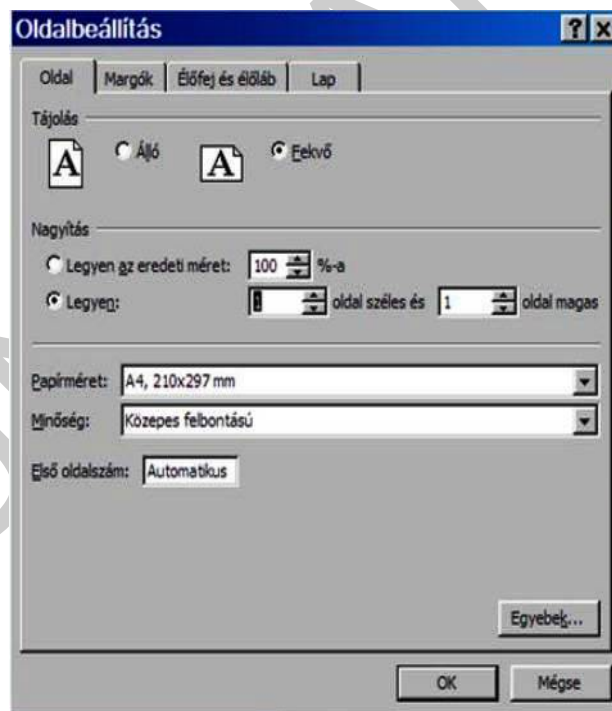 Oldalbeállítás
Oldal Margók Élőfej és élőláb Lap
Tájolás
A Álló A Fekvő
Nagyítás
Legyen az eredeti méret: 100 %-a
Legyen: oldal széles és 1 oldal magas
Papírméret: A4, 210x297 mm
Minőség: Közepes felbontású
Első oldalszám: Automatikus
Egyebek...
OK Mégse